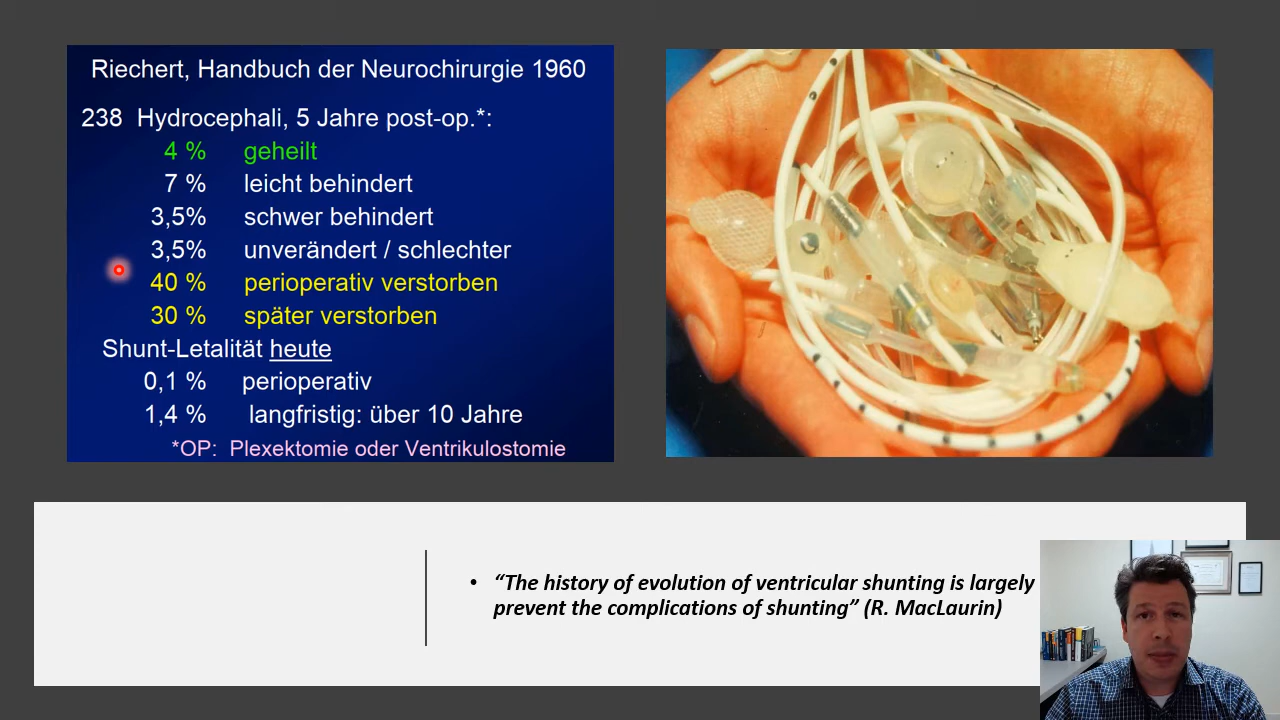 Riechert, Handbuch der Neurochirurgie 1960
238 Hydrocephali, 5 Jahre post-op.*:
4 % geheilt
7 % leicht behindert
3,5% schwer behindert
3,5% unverändert / schlechter
40 % perioperativ verstorben
30 % später verstorben
Shunt-Letalität heute
0,1 % perioperativ
1,4 % langfristig: über 10 Jahre
*OP: Plexektomie oder Ventrikulostomie
• “The history of evolution of ventricular shunting is largely
prevent the complications of shunting” (R. MacLaurin)